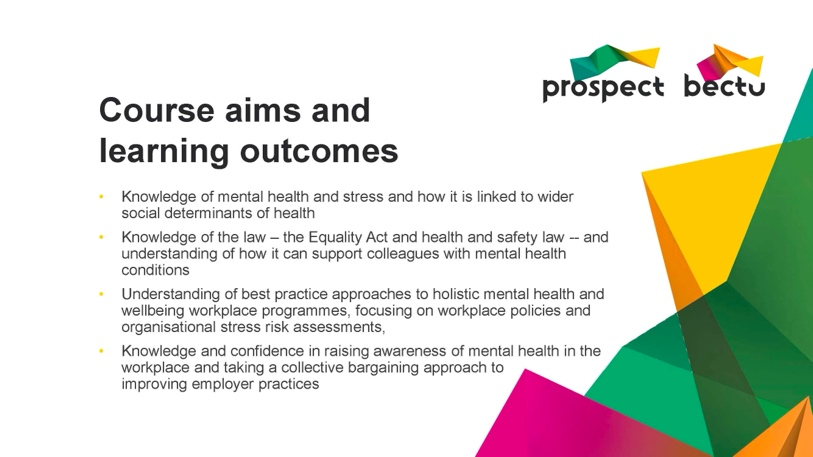 prospect bectu
Course aims and
learning outcomes
• Knowledge of mental health and stress and how it is linked to wider
social determinants of health
• Knowledge of the law – the Equality Act and health and safety law -- and
understanding of how it can support colleagues with mental health
conditions
• Understanding of best practice approaches to holistic mental health and
wellbeing workplace programmes, focusing on workplace policies and
organisational stress risk assessments,
• Knowledge and confidence in raising awareness of mental health in the
workplace and taking a collective bargaining approach to
improving employer practices